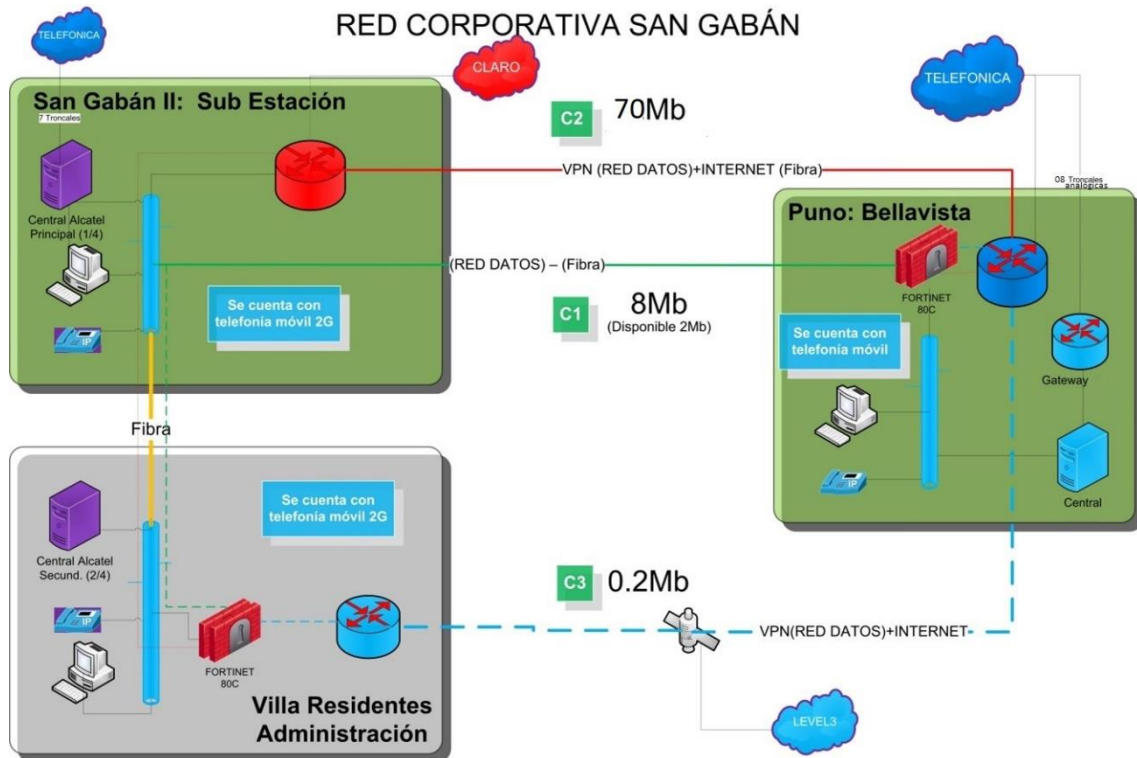 RED CORPORATIVA SAN GABÁN
TELEFONICA
CLARO
TELEFONICA
San Gabán II: Sub Estación
7 Troncales
C2
70Mb
VPN (RED DATOS)+INTERNET (Fibra)
08 Troncales
analógicas
Central Alcatel
Principal (1/4)
Puno: Bellavista
(RED DATOS) – (Fibra)
FORTINET
80C
Se cuenta con
telefonía móvil 2G
C1
8Mb
(Disponible 2Mb)
Se cuenta con
telefonía móvil
IP
Gateway
Fibra
IP
Central
Se cuenta con
telefonía móvil 2G
Central Alcatel
Secund. (2/4)
C3
0.2Mb
IP
VPN(RED DATOS)+INTERNET
FORTINET
80C
Villa Residentes
Administración
LEVEL3